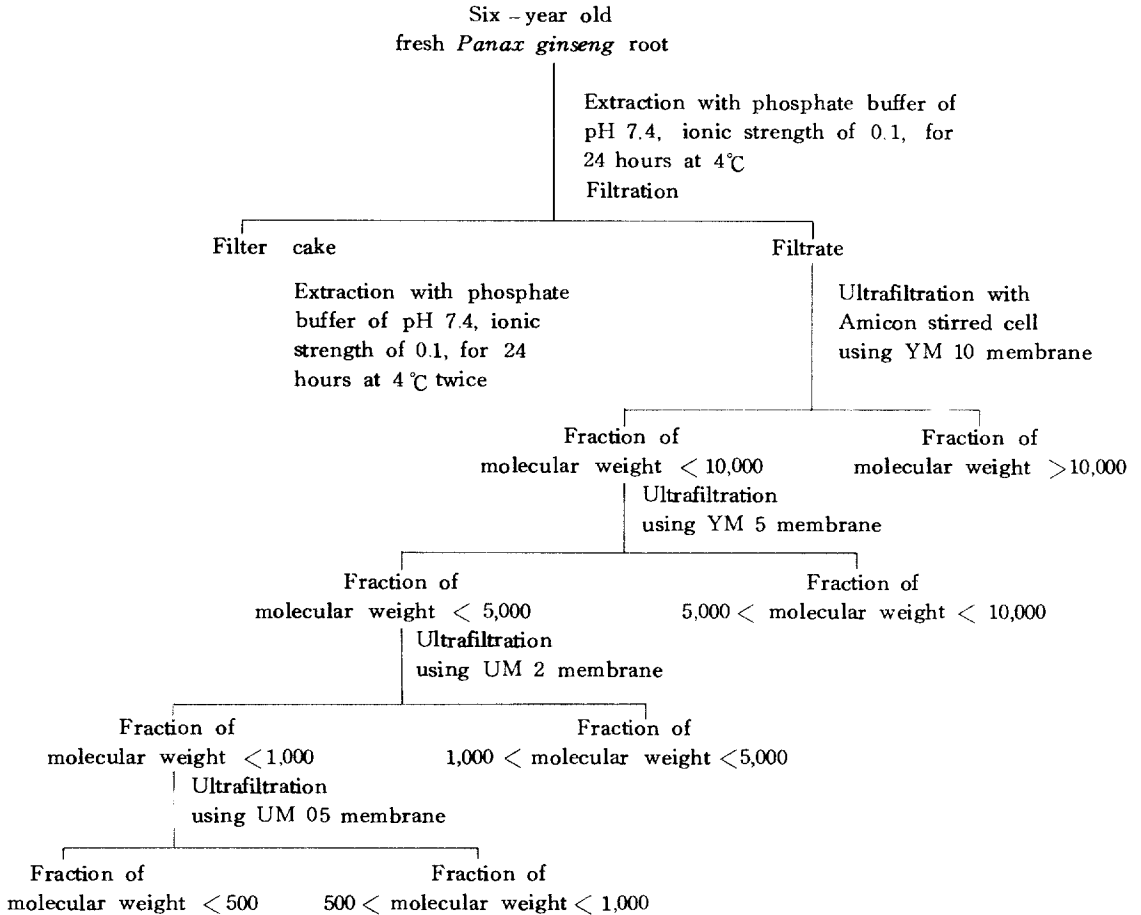 Six-year old
fresh Panax ginseng root
Extraction with phosphate buffer of
pH 7.4, ionic strength of 0.1, for
24 hours at 4℃
Filtration
Filter cake
Filtrate
Extraction with phosphate
buffer of pH 7.4, ionic
strength of 0.1, for 24
hours at 4℃ twice
Ultrafiltration with
Amicon stirred cell
using YM 10 membrane
Fraction of
molecular weight < 10,000
Fraction of
molecular weight >10,000
Ultrafiltration
using YM 5 membrane
Fraction of
molecular weight < 5,000
Fraction of
5,000 < molecular weight < 10,000
Ultrafiltration
using UM 2 membrane
Fraction of
molecular weight <1,000
Fraction of
1,000 < molecular weight <5,000
Ultrafiltration
using UM 05 membrane
Fraction of
molecular weight <500
Fraction of
500 < molecular weight < 1,000